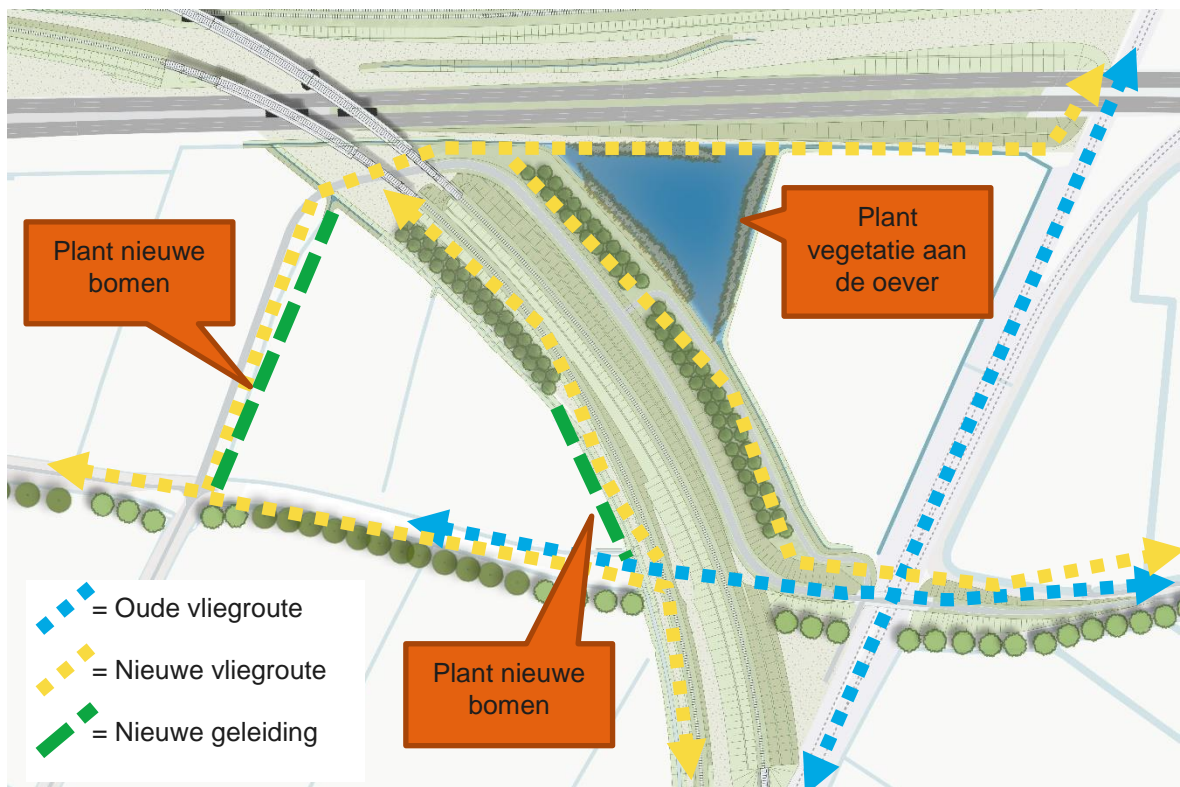 Plant nieuwe
bomen
Plant
vegetatie aan
de oever
Plant nieuwe
bomen
= Oude vliegroute
= Nieuwe vliegroute
= Nieuwe geleiding